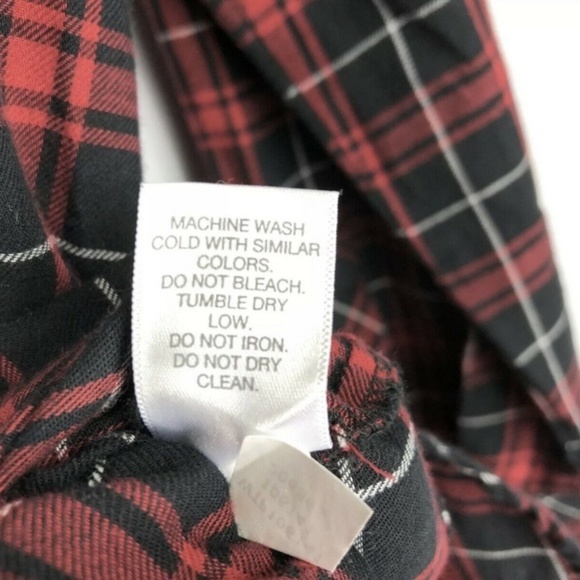 MACHINE WASH
COLD WITH SIMILAR
COLORS.
DO NOT BLEACH.
TUMBLE DRY
LOW.
DO NOT IRON.
DO NOT DRY
CLEAN.